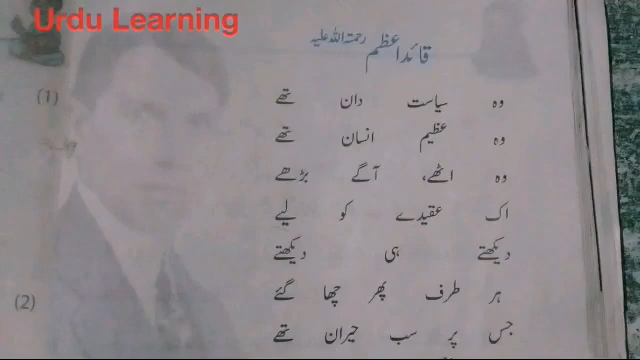 Urdu Learning
قائداعظم رحمتہ اللہ علیہ
(1)
وہ سیاست دان تھے
وہ عظیم انسان تھے
وہ اٹھے، آگے بڑھے
اک عقیدے کو لیے
دیکھتے ہی دیکھتے
ہر طرف پھر چھا گئے
(2)
جس پر سب حیران تھے